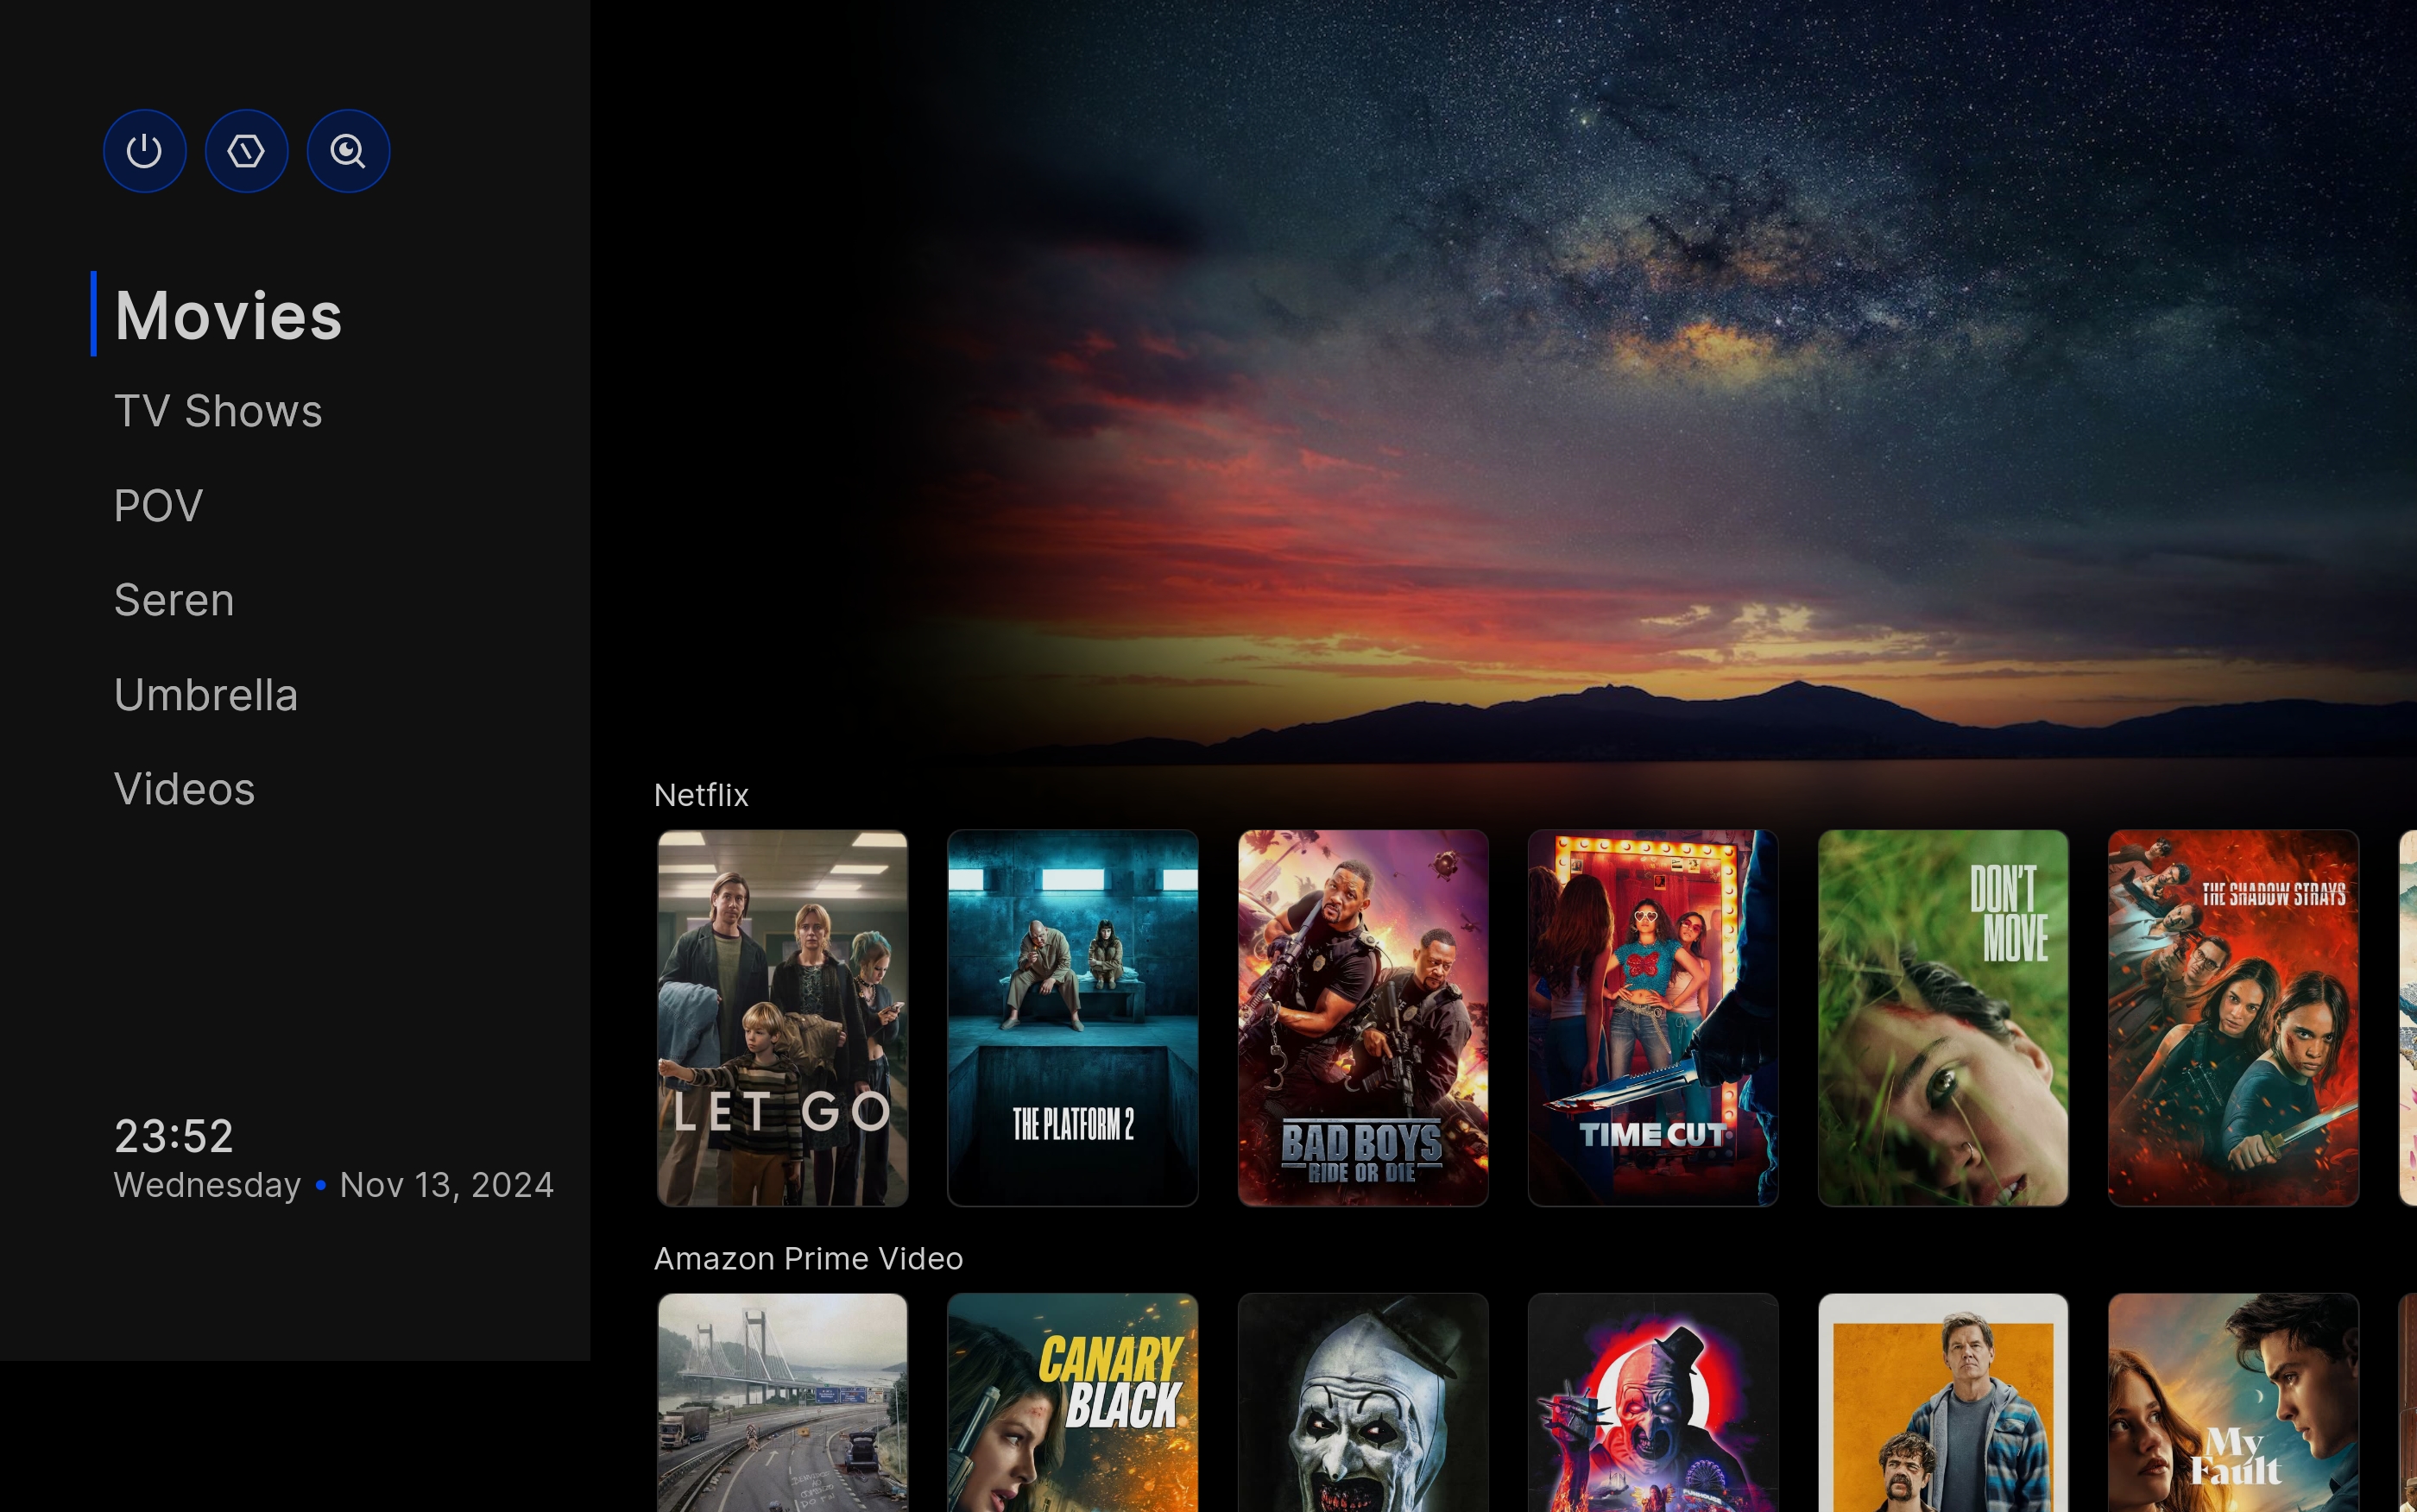 Movies
TV Shows
POV
Seren
Umbrella
Videos
23:52
Wednesday • Nov 13, 2024
Netflix
LET GO
THE PLATFORM 2
BAD BOYS
RIDE OR DIE
TIME CUT
DON'T
MOVE
THE SHADOW STRAYS
Amazon Prime Video
CANARY
BLACK
My
Fault